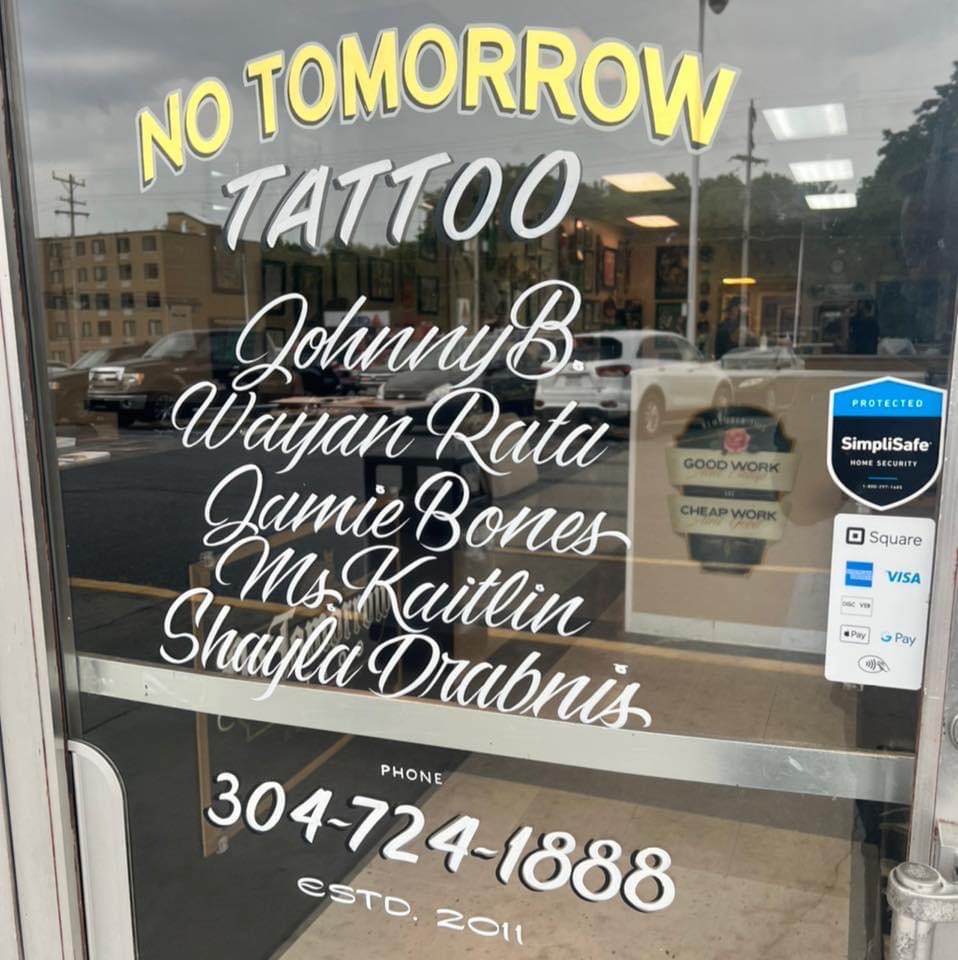 NO TOMORROW
TATTOO
Johnny B.
Wayan Rata
Jamie Bones
Ms. Kaitlin
Shayla Drabnis
PHONE
304-724-1888
ESTD. 2011
PROTECTED
SimpliSafe
HOME SECURITY
Square
VISA
DISCOVER
Pay
G Pay
GOOD WORK
CHEAP WORK